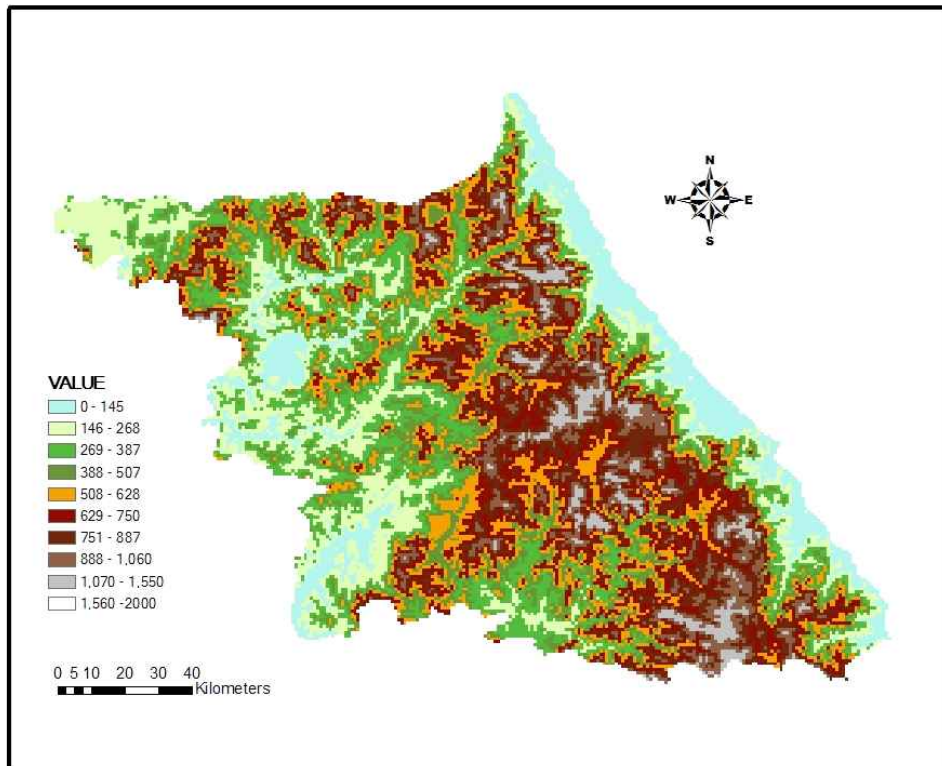 N
W E
S
VALUE
0 - 145
146 - 268
269 - 387
388 - 507
508 - 628
629 - 750
751 - 887
888 - 1,060
1,070 - 1,550
1,560 -2000
0 5 10 20 30 40
Kilometers